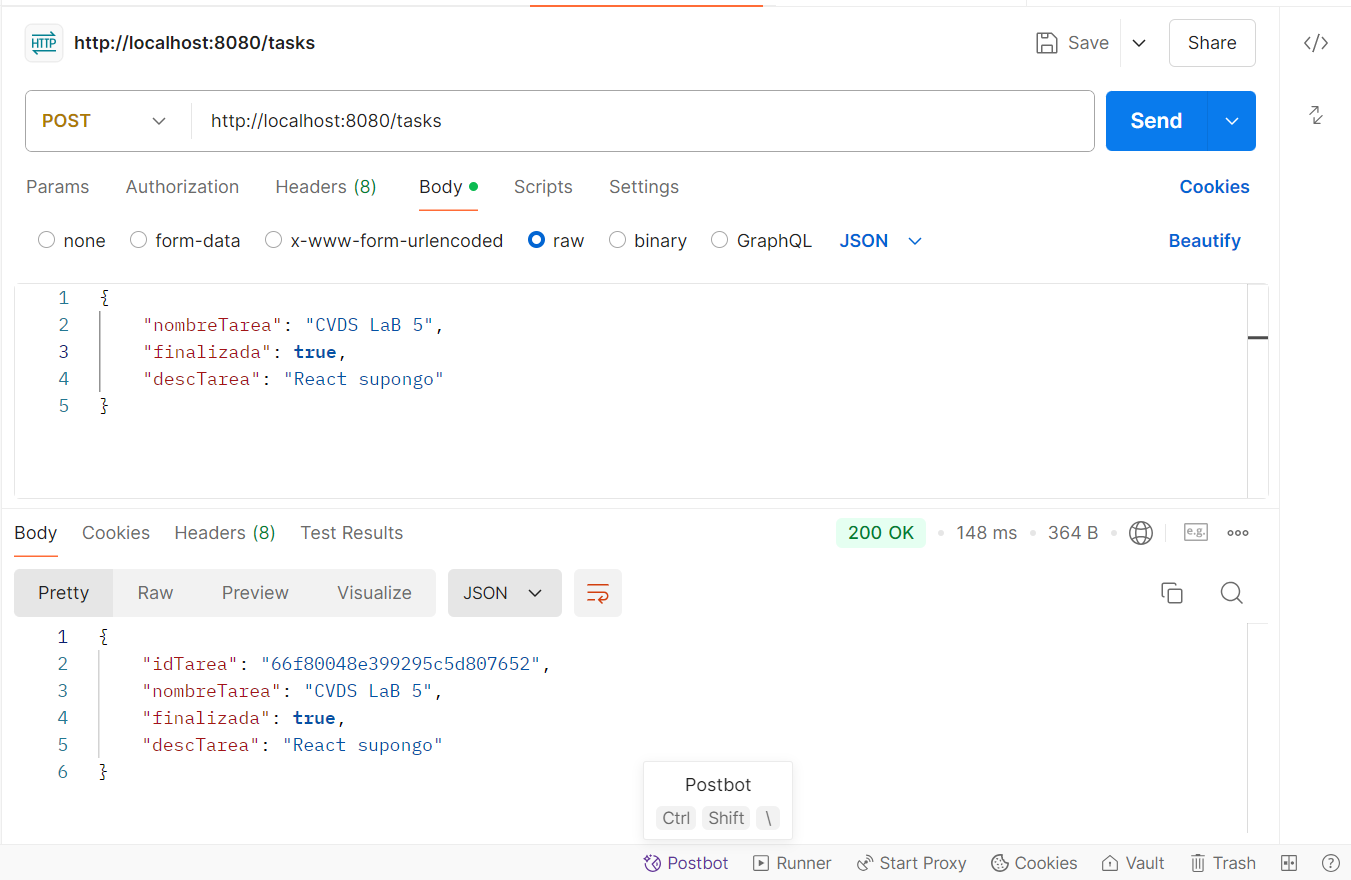 HTTP http://localhost:8080/tasks Save Share </>
POST http://localhost:8080/tasks Send
Params Authorization Headers (8) Body Scripts Settings Cookies
none form-data x-www-form-urlencoded raw binary GraphQL JSON Beautify
1 {
2 "nombreTarea": "CVDS LaB 5",
3 "finalizada": true,
4 "descTarea": "React supongo"
5 }
Body Cookies Headers (8) Test Results 200 OK 148 ms 364 B e.g.
Pretty Raw Preview Visualize JSON
1 {
2 "idTarea": "66f80048e399295c5d807652",
3 "nombreTarea": "CVDS LaB 5",
4 "finalizada": true,
5 "descTarea": "React supongo"
6 }
Postbot
Ctrl Shift \
Postbot Runner Start Proxy Cookies Vault Trash ?